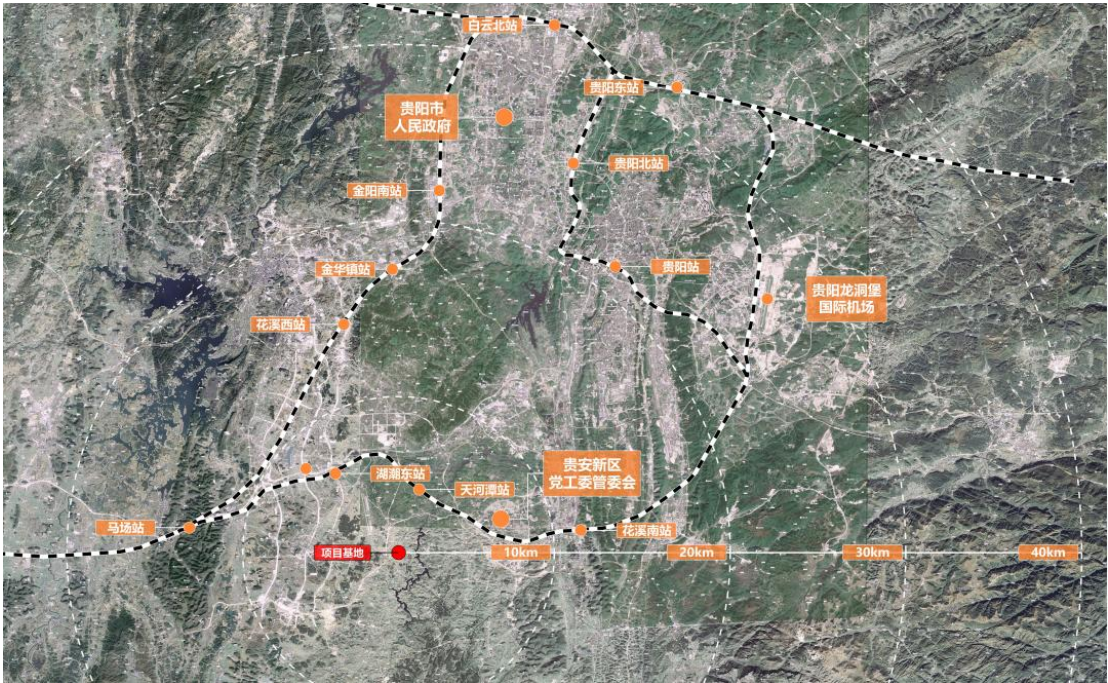 白云北站
贵阳东站
贵阳市
人民政府
贵阳北站
金阳南站
金华镇站
贵阳站
贵阳龙洞堡
国际机场
花溪西站
贵安新区
党工委管委会
湖潮东站
天河潭站
马场站
花溪南站
项目基地
10km
20km
30km
40km